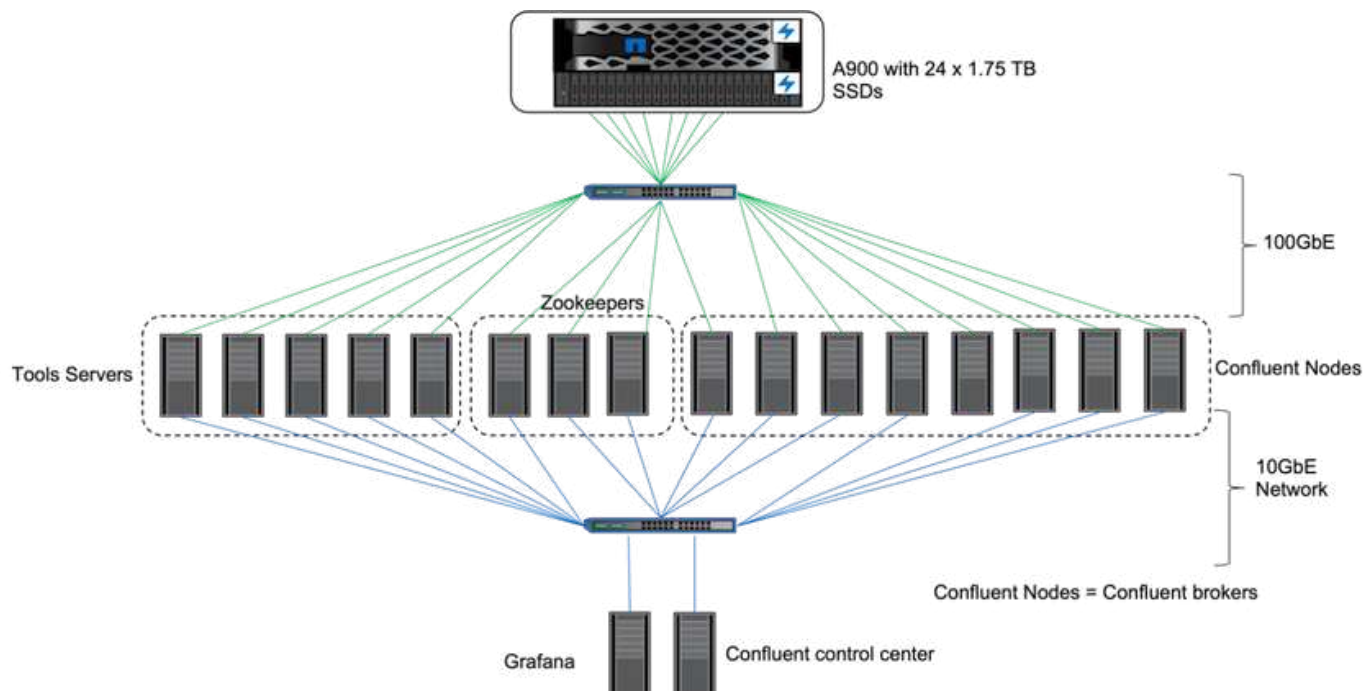 A900 with 24 x 1.75 TB
SSDs
100GbE
Zookeepers
Tools Servers
Confluent Nodes
10GbE
Network
Confluent Nodes = Confluent brokers
Grafana
Confluent control center